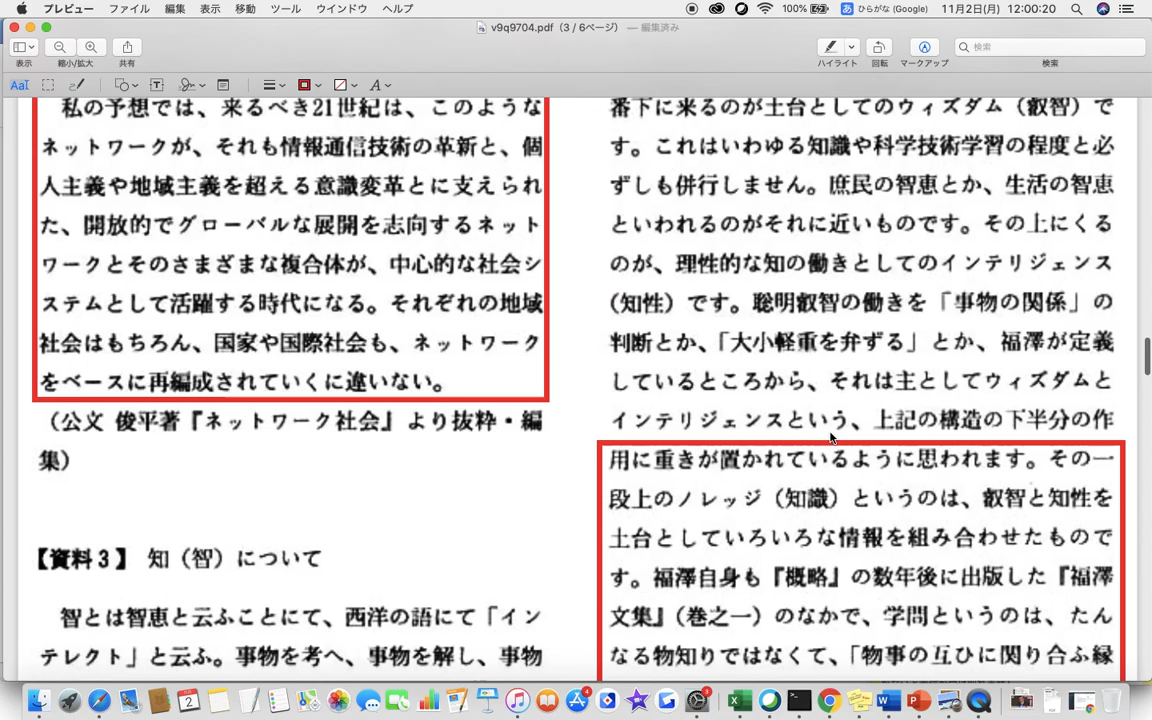 プレビュー ファイル 編集 表示 移動 ツール ウインドウ ヘルプ 100% あ ひらがな (Google) 11月2日(月) 12:00:20
v9q9704.pdf（3 / 6ページ） — 編集済み
検索
表示 縮小/拡大 共有 ハイライト 回転 マークアップ 検索
私の予想では、来るべき21世紀は、このような
ネットワークが、それも情報通信技術の革新と、個
人主義や地域主義を超える意識変革とに支えられ
た、開放的でグローバルな展開を志向するネット
ワークとそのさまざまな複合体が、中心的な社会シ
ステムとして活躍する時代になる。それぞれの地域
社会はもちろん、国家や国際社会も、ネットワーク
をベースに再編成されていくに違いない。
（公文 俊平著『ネットワーク社会』より抜粋・編
集）
【資料３】 知（智）について
智とは智恵と云ふことにて、西洋の語にて「イン
テレクト」と云ふ。事物を考へ、事物を解し、事物
番下に来るのが土台としてのウィズダム（叡智）で
す。これはいわゆる知識や科学技術学習の程度と必
ずしも併行しません。庶民の智恵とか、生活の智恵
といわれるのがそれに近いものです。その上にくる
のが、理性的な知の働きとしてのインテリジェンス
（知性）です。聡明叡智の働きを「事物の関係」の
判断とか、「大小軽重を弁ずる」とか、福澤が定義
しているところから、それは主としてウィズダムと
インテリジェンスという、上記の構造の下半分の作
用に重きが置かれているように思われます。その一
段上のノレッジ（知識）というのは、叡智と知性を
土台としていろいろな情報を組み合わせたもので
す。福澤自身も『概略』の数年後に出版した『福澤
文集』（巻之一）のなかで、学問というのは、たん
なる物知りではなくて、「物事の互ひに関り合ふ縁